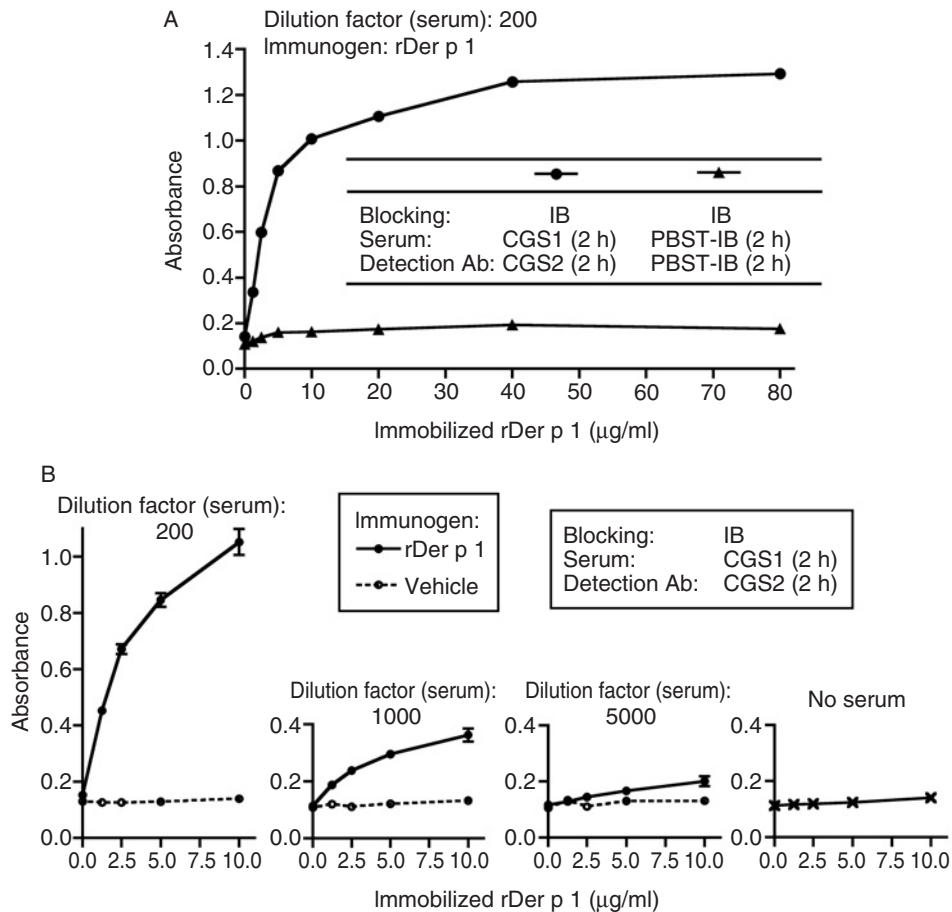 A
Dilution factor (serum): 200
Immunogen: rDer p 1
1.4
1.2
1.0
0.8
0.6
0.4
0.2
0.0
Absorbance
Blocking: IB IB
Serum: CGS1 (2 h) PBST-IB (2 h)
Detection Ab: CGS2 (2 h) PBST-IB (2 h)
0 10 20 30 40 50 60 70 80
Immobilized rDer p 1 (μg/ml)
B
Dilution factor (serum):
200
1.0
0.8
0.6
0.4
0.2
0.0
Absorbance
0.0 2.5 5.0 7.5 10.0
Immunogen:
rDer p 1
Vehicle
Blocking: IB
Serum: CGS1 (2 h)
Detection Ab: CGS2 (2 h)
Dilution factor (serum):
1000
0.4
0.2
0.0
0.0 2.5 5.0 7.5 10.0
Dilution factor (serum):
5000
0.4
0.2
0.0
0.0 2.5 5.0 7.5 10.0
No serum
0.4
0.2
0.0
0.0 2.5 5.0 7.5 10.0
Immobilized rDer p 1 (μg/ml)